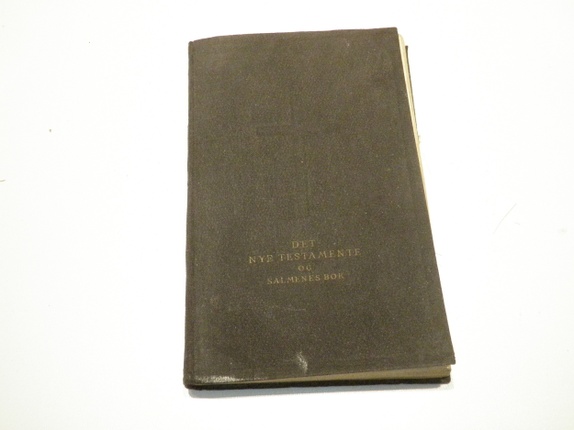 DET
NYE TESTAMENTE
OG
SALMENES BOK